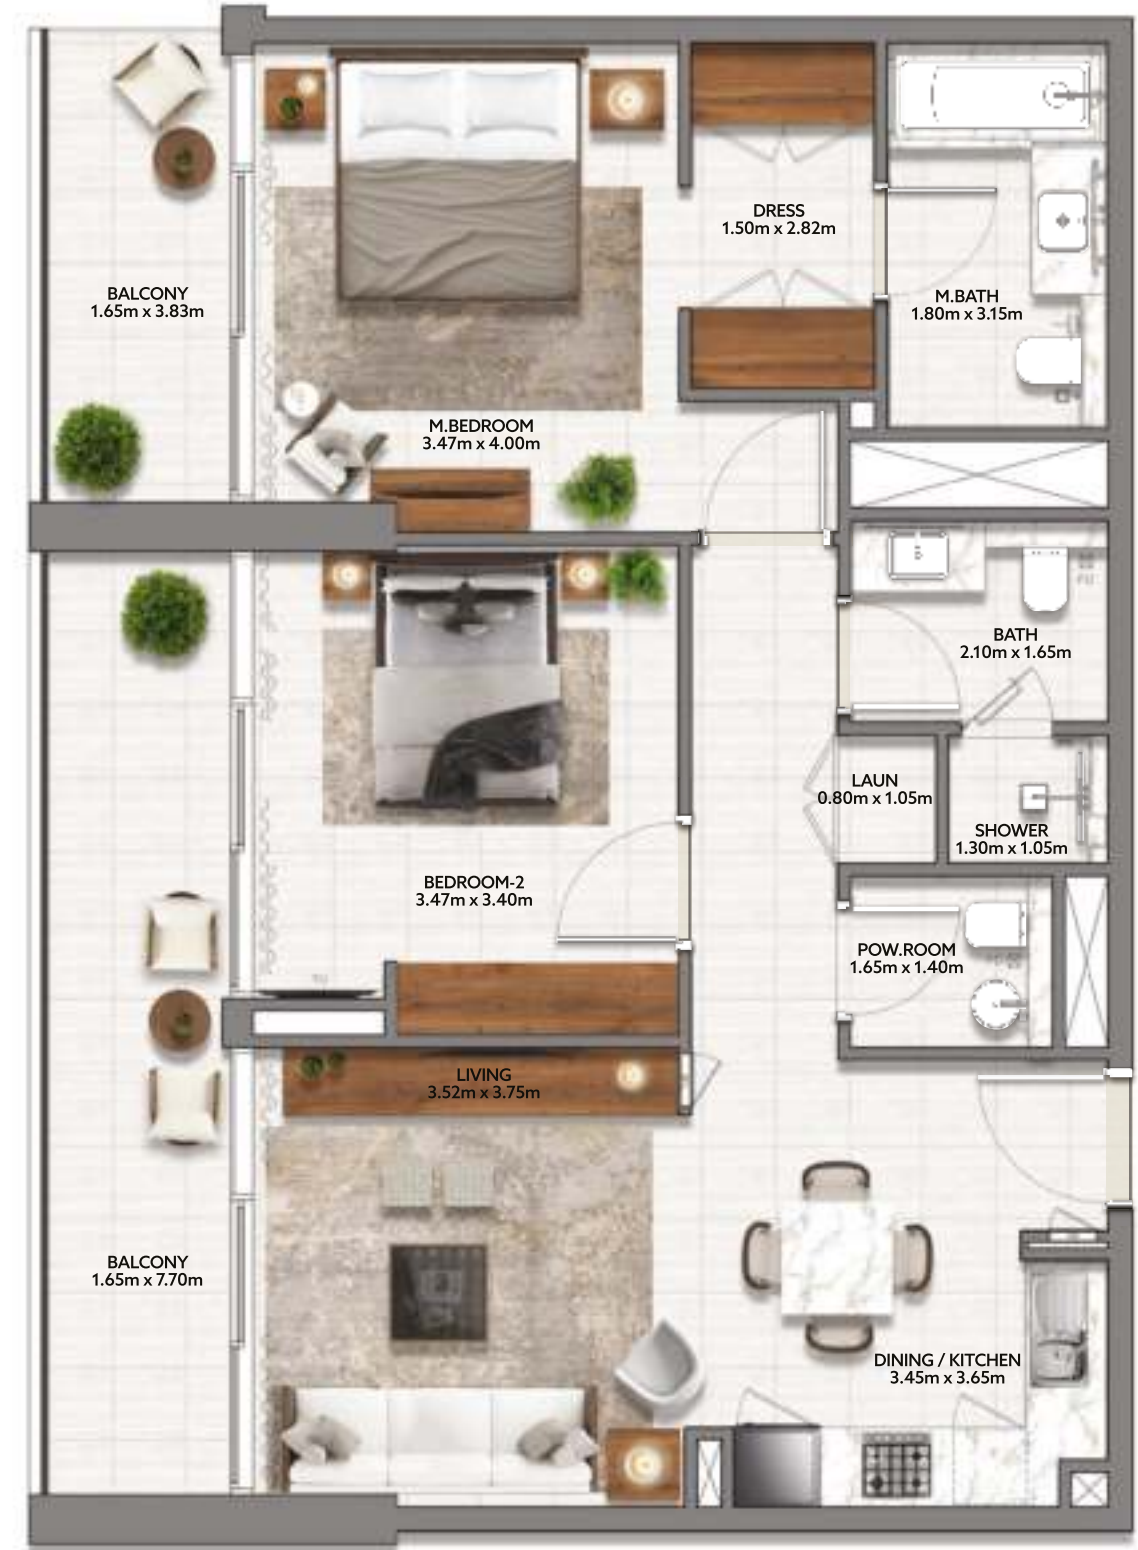 DRESS
1.50m x 2.82m
BALCONY
1.65m x 3.83m
M.BATH
1.80m x 3.15m
M.BEDROOM
3.47m x 4.00m
BATH
2.10m x 1.65m
LAUN
0.80m x 1.05m
SHOWER
1.30m x 1.05m
BEDROOM-2
3.47m x 3.40m
POW.ROOM
1.65m x 1.40m
LIVING
3.52m x 3.75m
BALCONY
1.65m x 7.70m
DINING / KITCHEN
3.45m x 3.65m